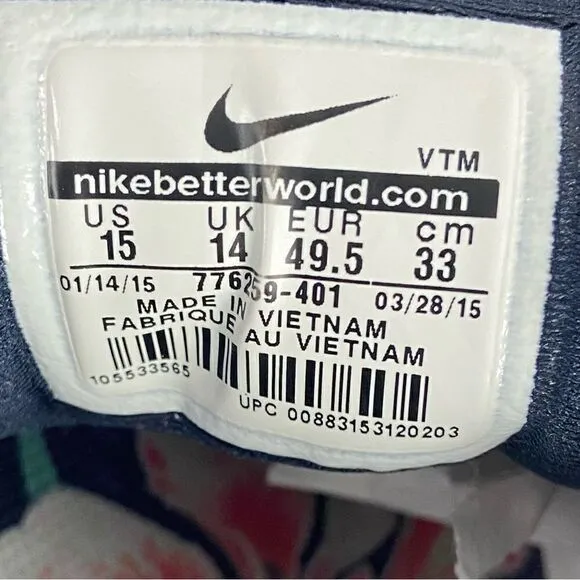 VTM
nikebetterworld.com
US UK EUR cm
15 14 49.5 33
01/14/15 776259-401 03/28/15
MADE IN VIETNAM
FABRIQUE AU VIETNAM
105533565
UPC 00883153120203